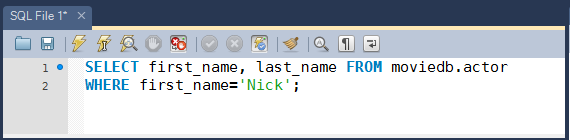 SQL File 1*
1 SELECT first_name, last_name FROM moviedb.actor
2 WHERE first_name='Nick';